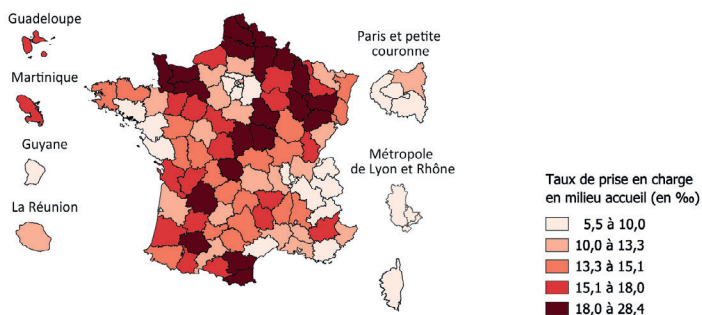 Guadeloupe
Martinique
Guyane
La Réunion
Paris et petite
couronne
Métropole
de Lyon et Rhône
Taux de prise en charge
en milieu accueil (en ‰)
5,5 à 10,0
10,0 à 13,3
13,3 à 15,1
15,1 à 18,0
18,0 à 28,4